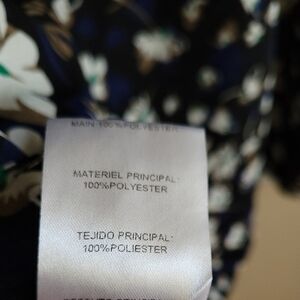 MAIN: 100%POLYESTER
MATERIEL PRINCIPAL:
100%POLYESTER
TEJIDO PRINCIPAL:
100%POLIESTER